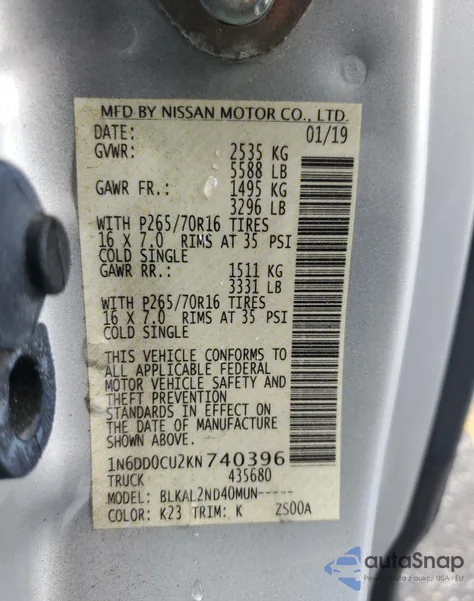 MFD BY NISSAN MOTOR CO., LTD.
DATE: 01/19
GVWR: 2535 KG
5588 LB
GAWR FR.: 1495 KG
3296 LB
WITH P265/70R16 TIRES
16 X 7.0 RIMS AT 35 PSI
COLD SINGLE
GAWR RR.: 1511 KG
3331 LB
WITH P265/70R16 TIRES
16 X 7.0 RIMS AT 35 PSI
COLD SINGLE
THIS VEHICLE CONFORMS TO
ALL APPLICABLE FEDERAL
MOTOR VEHICLE SAFETY AND
THEFT PREVENTION
STANDARDS IN EFFECT ON
THE DATE OF MANUFACTURE
SHOWN ABOVE.
1N6DD0CU2KN740396
TRUCK 435680
MODEL: BLKAL2ND40MUN-----
COLOR: K23 TRIM: K ZS00A
autoSnap
USA i EU